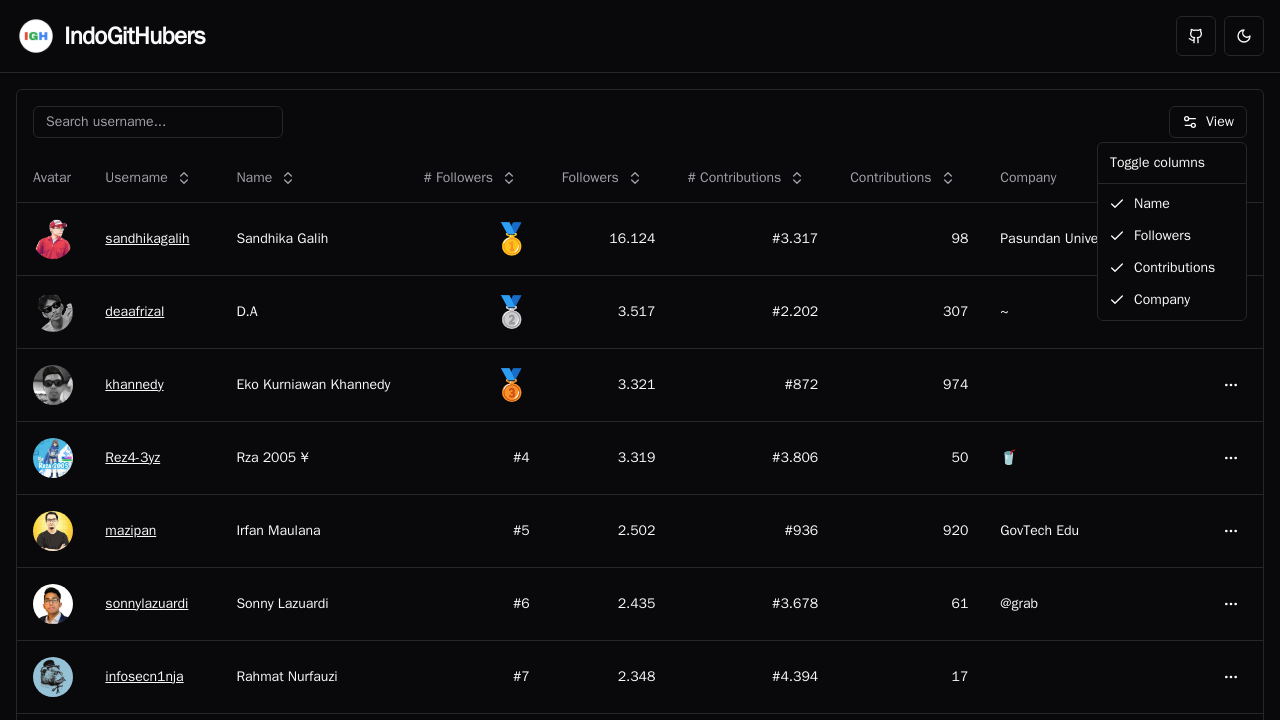 IGH IndoGitHubers
Search username...
View
Toggle columns
Name
Followers
Contributions
Company
Avatar Username Name # Followers Followers # Contributions Contributions Company
sandhikagalih Sandhika Galih 1 16.124 #3.317 98 Pasundan Unive
deaafrizal D.A 2 3.517 #2.202 307 ~
khannedy Eko Kurniawan Khannedy 3 3.321 #872 974
Rez4-3yz Rza 2005 ¥ #4 3.319 #3.806 50
mazipan Irfan Maulana #5 2.502 #936 920 GovTech Edu
sonnylazuardi Sonny Lazuardi #6 2.435 #3.678 61 @grab
infosecn1nja Rahmat Nurfauzi #7 2.348 #4.394 17